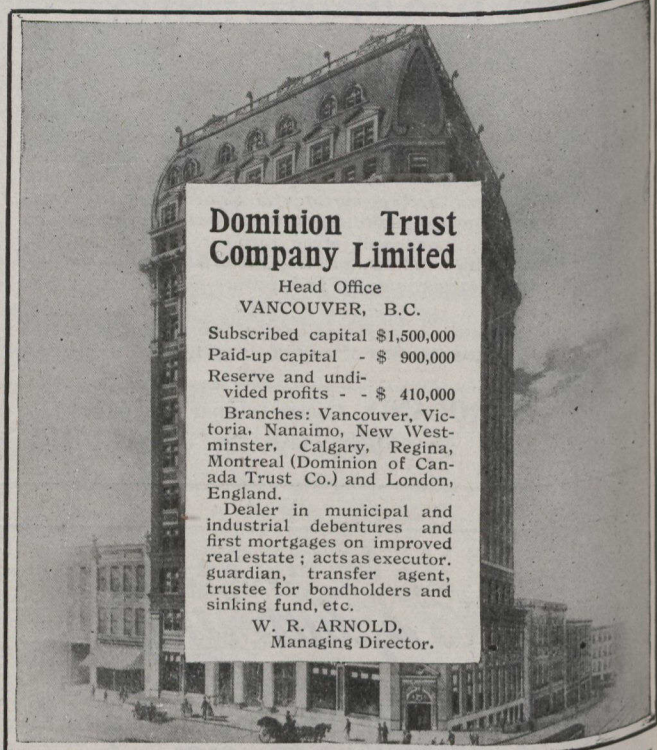 Dominion Trust
Company Limited
Head Office
VANCOUVER, B.C.
Subscribed capital $1,500,000
Paid-up capital - $ 900,000
Reserve and undi-
vided profits - - $ 410,000
Branches: Vancouver, Vic-
toria, Nanaimo, New West-
minster, Calgary, Regina,
Montreal (Dominion of Can-
ada Trust Co.) and London,
England.
Dealer in municipal and
industrial debentures and
first mortgages on improved
real estate ; acts as executor.
guardian, transfer agent,
trustee for bondholders and
sinking fund, etc.
W. R. ARNOLD,
Managing Director.